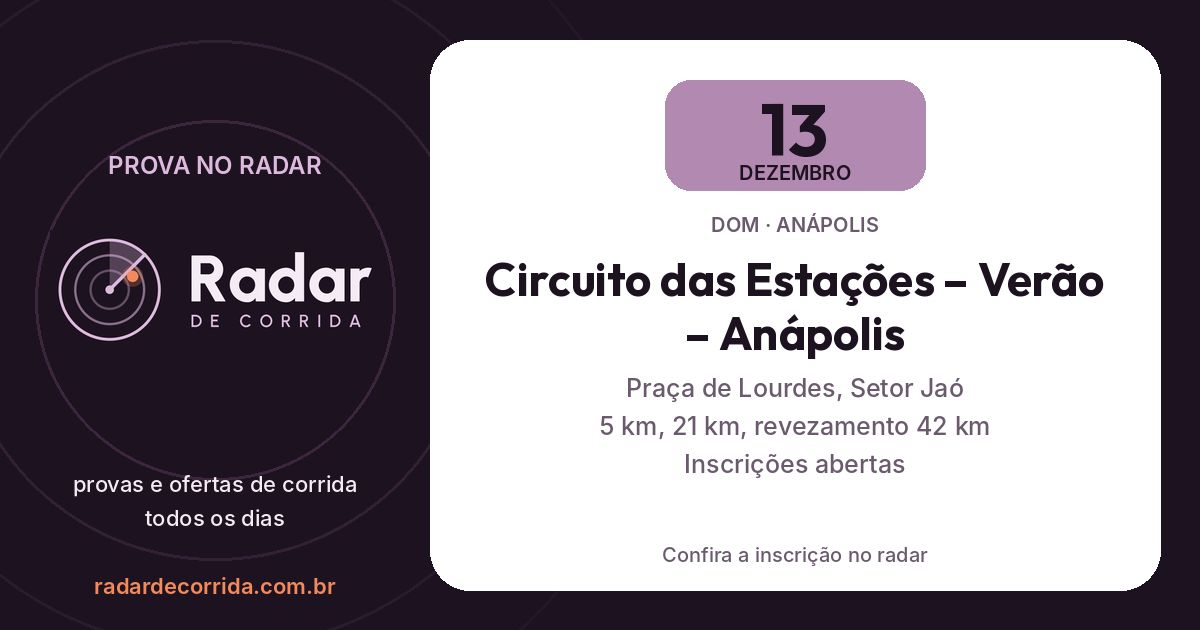 PROVA NO RADAR
Radar
DE CORRIDA
provas e ofertas de corrida
todos os dias
radardecorrida.com.br
13
DEZEMBRO
DOM · ANÁPOLIS
Circuito das Estações – Verão
– Anápolis
Praça de Lourdes, Setor Jaó
5 km, 21 km, revezamento 42 km
Inscrições abertas
Confira a inscrição no radar